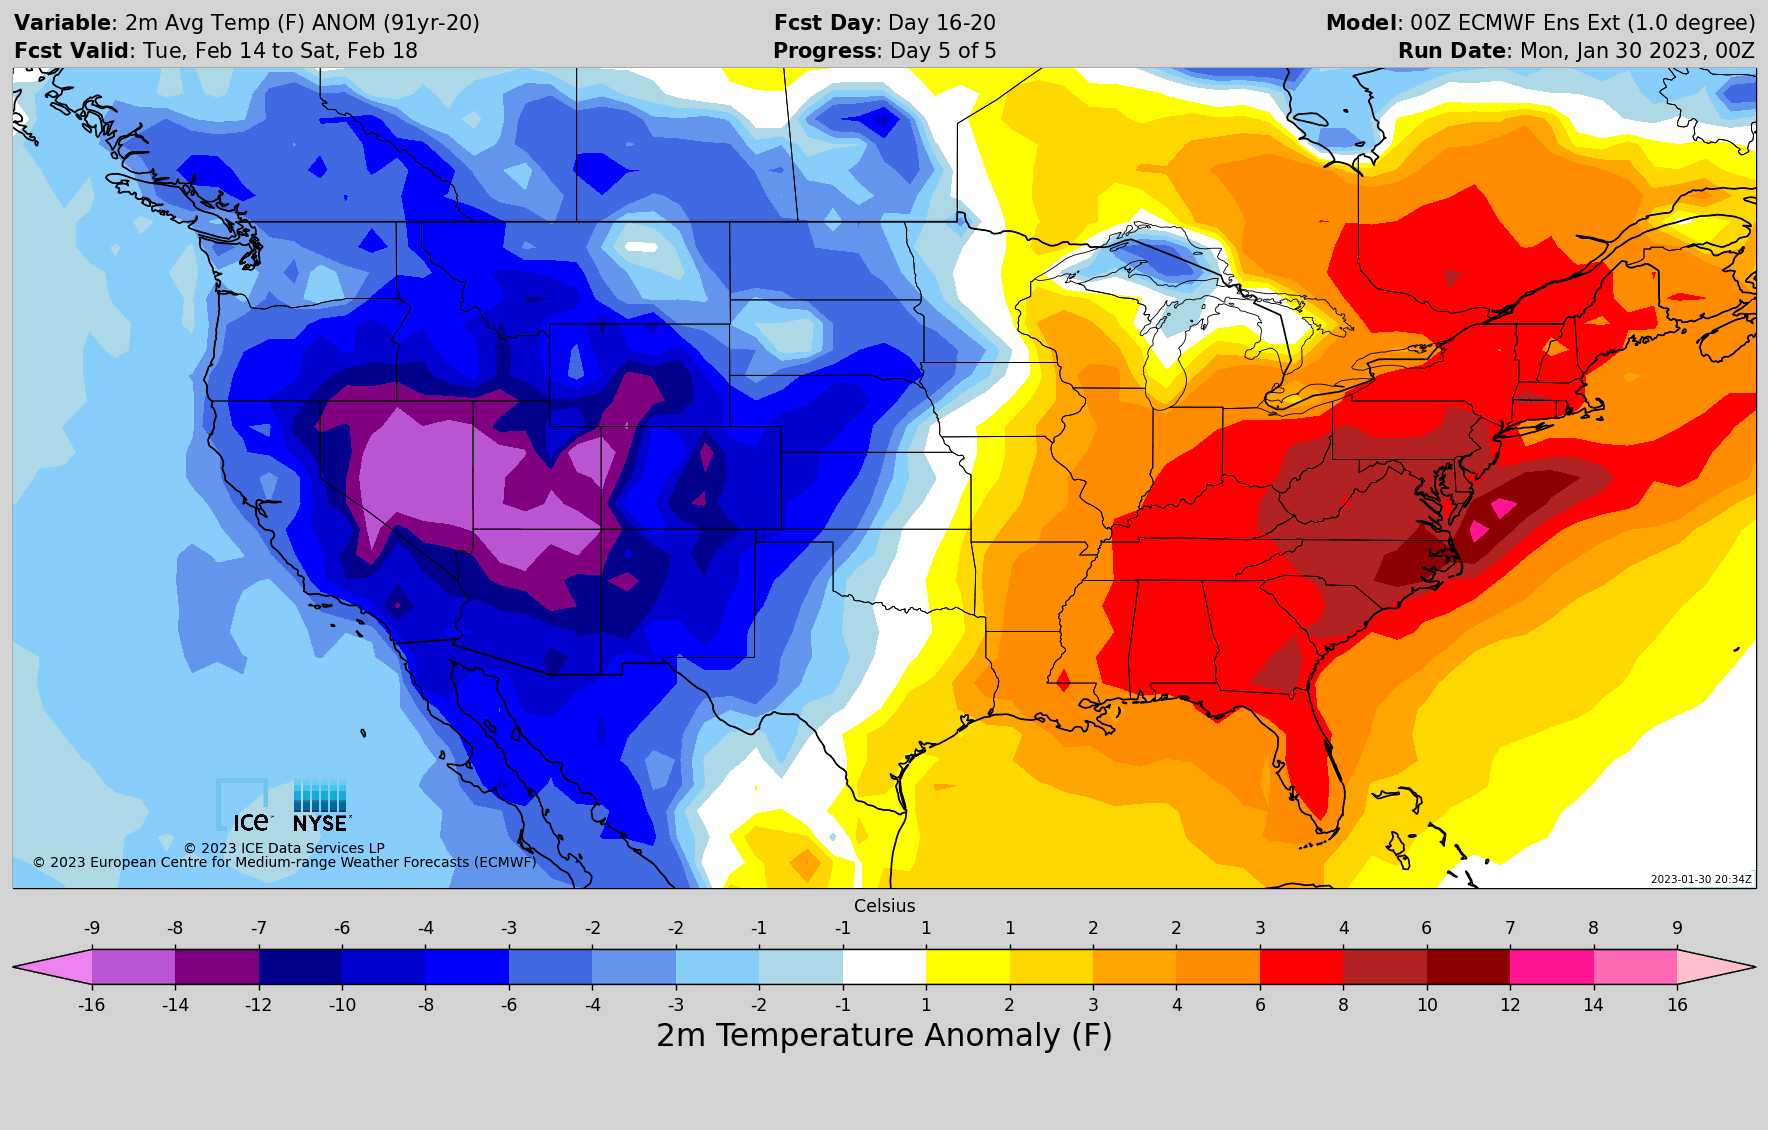 Variable: 2m Avg Temp (F) ANOM (91yr-20)
Fcst Day: Day 16-20
Model: 00Z ECMWF Ens Ext (1.0 degree)
Fcst Valid: Tue, Feb 14 to Sat, Feb 18
Progress: Day 5 of 5
Run Date: Mon, Jan 30 2023, 00Z
ice NYSE
© 2023 ICE Data Services LP
© 2023 European Centre for Medium-range Weather Forecasts (ECMWF)
2023-01-30 20:34Z
Celsius
-9 -8 -7 -6 -4 -3 -2 -2 -1 -1 1 1 2 2 3 4 6 7 8 9
-16 -14 -12 -10 -8 -6 -4 -3 -2 -1 1 2 3 4 6 8 10 12 14 16
2m Temperature Anomaly (F)